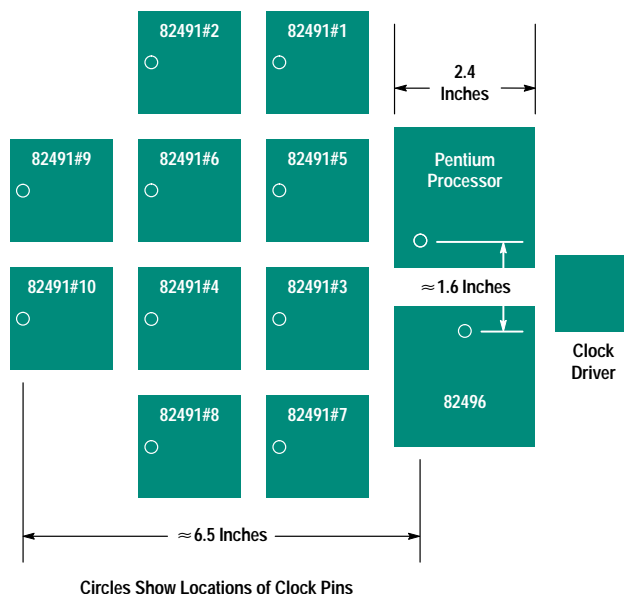 82491#2
82491#1
2.4
Inches
82491#9
82491#6
82491#5
Pentium
Processor
82491#10
82491#4
82491#3
≈1.6 Inches
Clock
Driver
82496
82491#8
82491#7
≈6.5 Inches
Circles Show Locations of Clock Pins